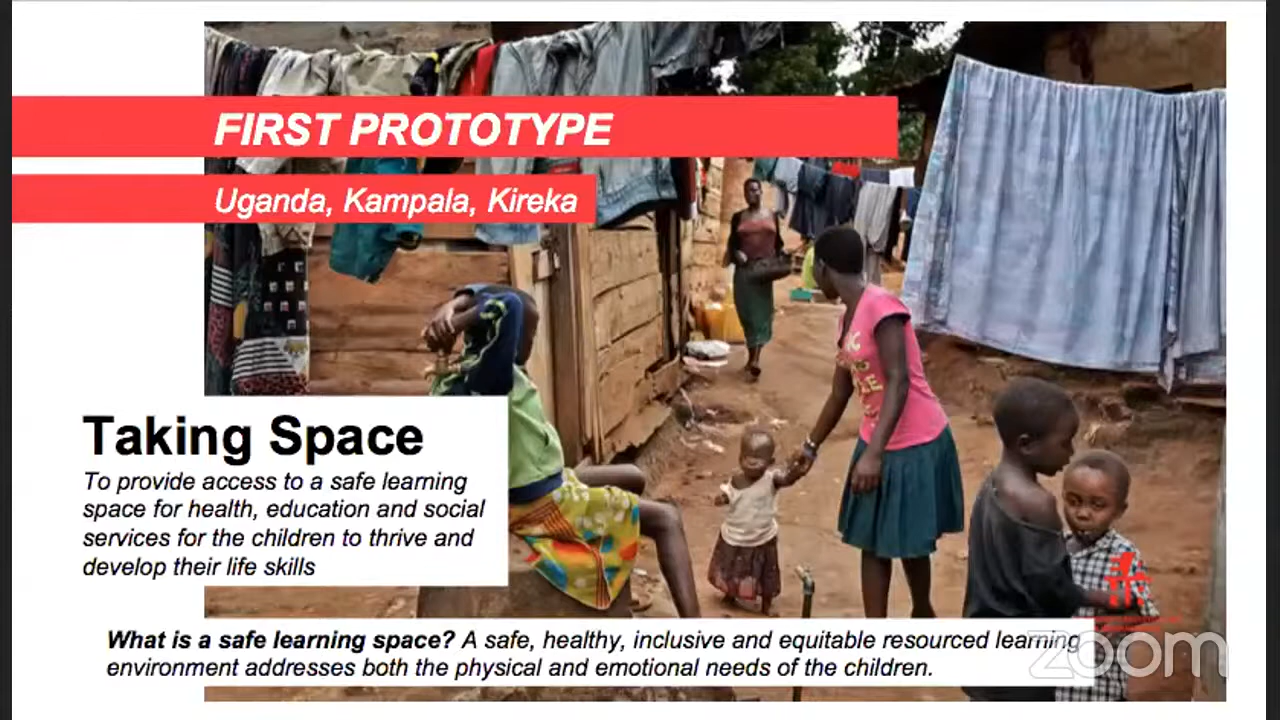 FIRST PROTOTYPE
Uganda, Kampala, Kireka
Taking Space
To provide access to a safe learning
space for health, education and social
services for the children to thrive and
develop their life skills
What is a safe learning space? A safe, healthy, inclusive and equitable resourced learning
environment addresses both the physical and emotional needs of the children.
zoom